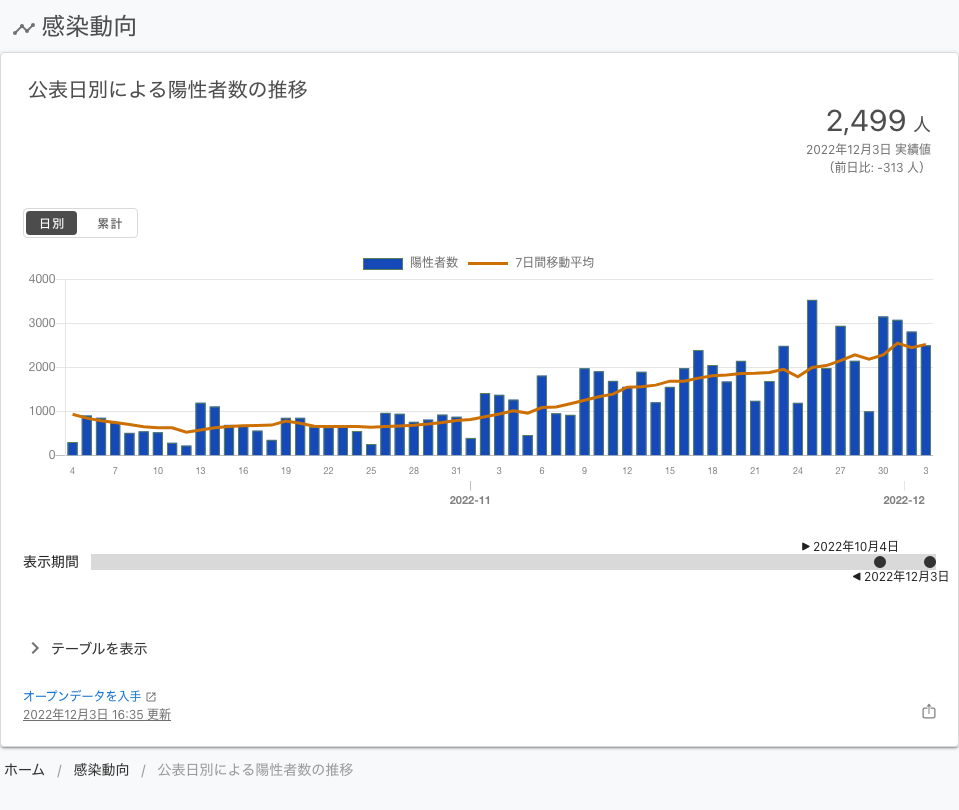 感染動向
公表日別による陽性者数の推移
2,499 人
2022年12月3日 実績値
（前日比: -313 人）
日別 累計
陽性者数 7日間移動平均
4000
3000
2000
1000
0
4 7 10 13 16 19 22 25 28 31 3 6 9 12 15 18 21 24 27 30 3
2022-11 2022-12
▶ 2022年10月4日
表示期間
◀ 2022年12月3日
テーブルを表示
オープンデータを入手
2022年12月3日 16:35 更新
ホーム / 感染動向 / 公表日別による陽性者数の推移